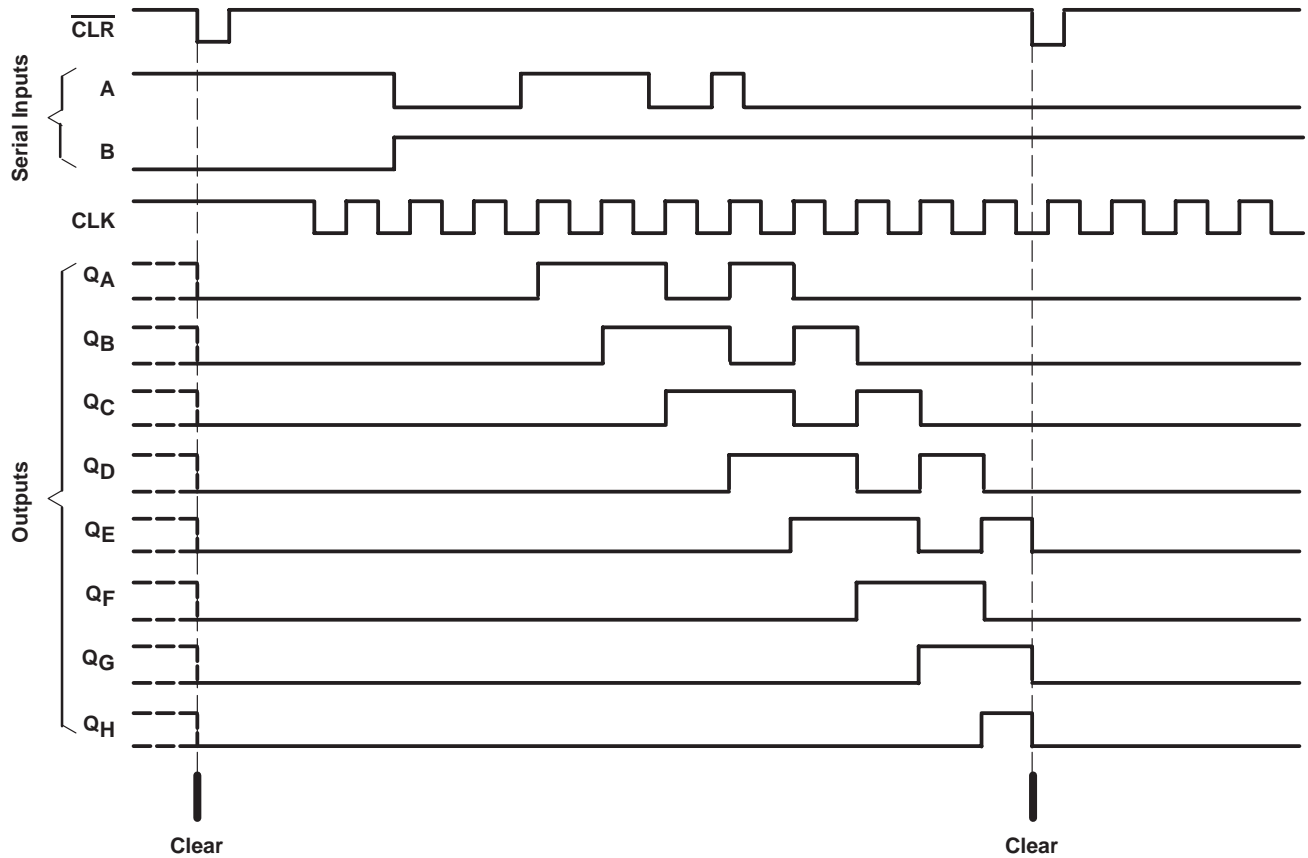 CLR
Serial Inputs
A
B
CLK
Outputs
QA
QB
QC
QD
QE
QF
QG
QH
Clear
Clear